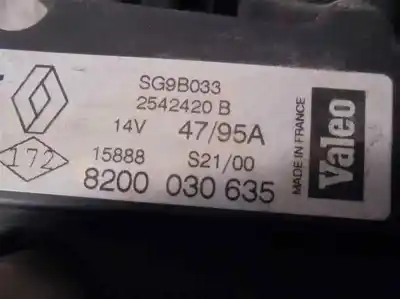 SG9B033
2542420 B
14V 47/95A
172 15888 S21/00
8200 030 635
MADE IN FRANCE
Valeo